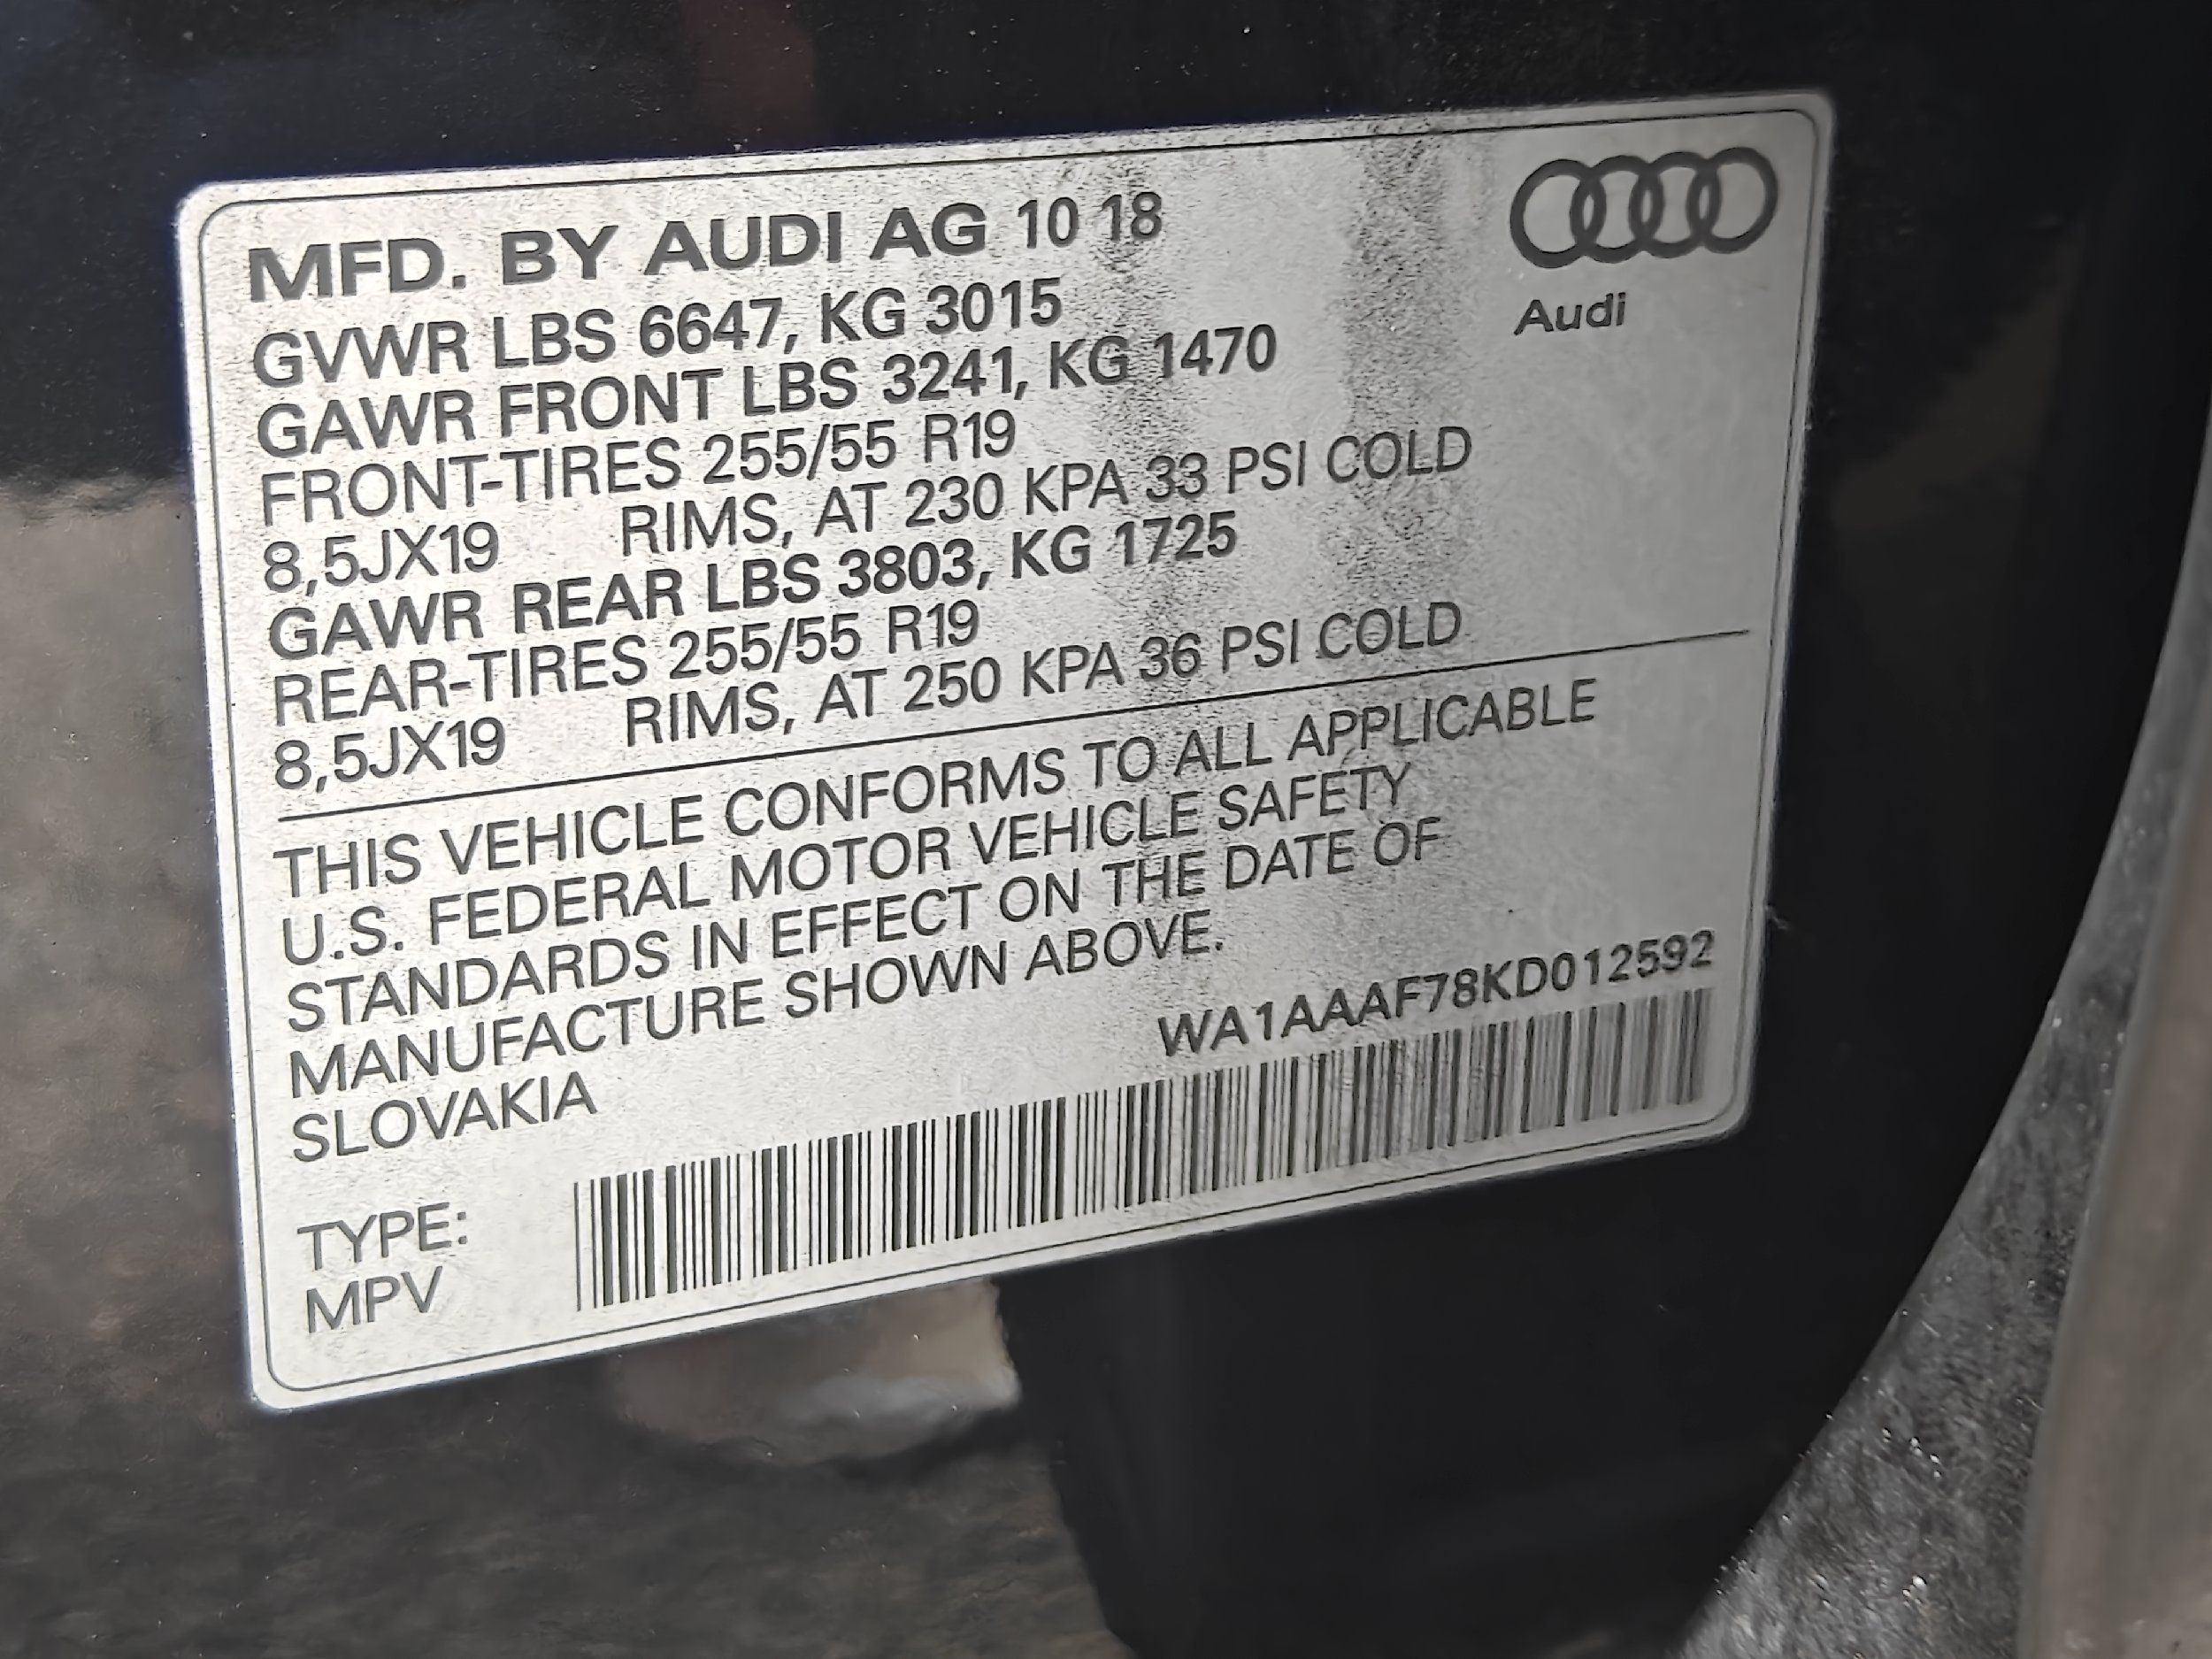 MFD. BY AUDI AG 10 18
GVWR LBS 6647, KG 3015
GAWR FRONT LBS 3241, KG 1470
FRONT-TIRES 255/55 R19
8,5JX19 RIMS, AT 230 KPA 33 PSI COLD
GAWR REAR LBS 3803, KG 1725
REAR-TIRES 255/55 R19
8,5JX19 RIMS, AT 250 KPA 36 PSI COLD
Audi
THIS VEHICLE CONFORMS TO ALL APPLICABLE
U.S. FEDERAL MOTOR VEHICLE SAFETY
STANDARDS IN EFFECT ON THE DATE OF
MANUFACTURE SHOWN ABOVE.
SLOVAKIA
WA1AAAF78KD012592
TYPE:
MPV